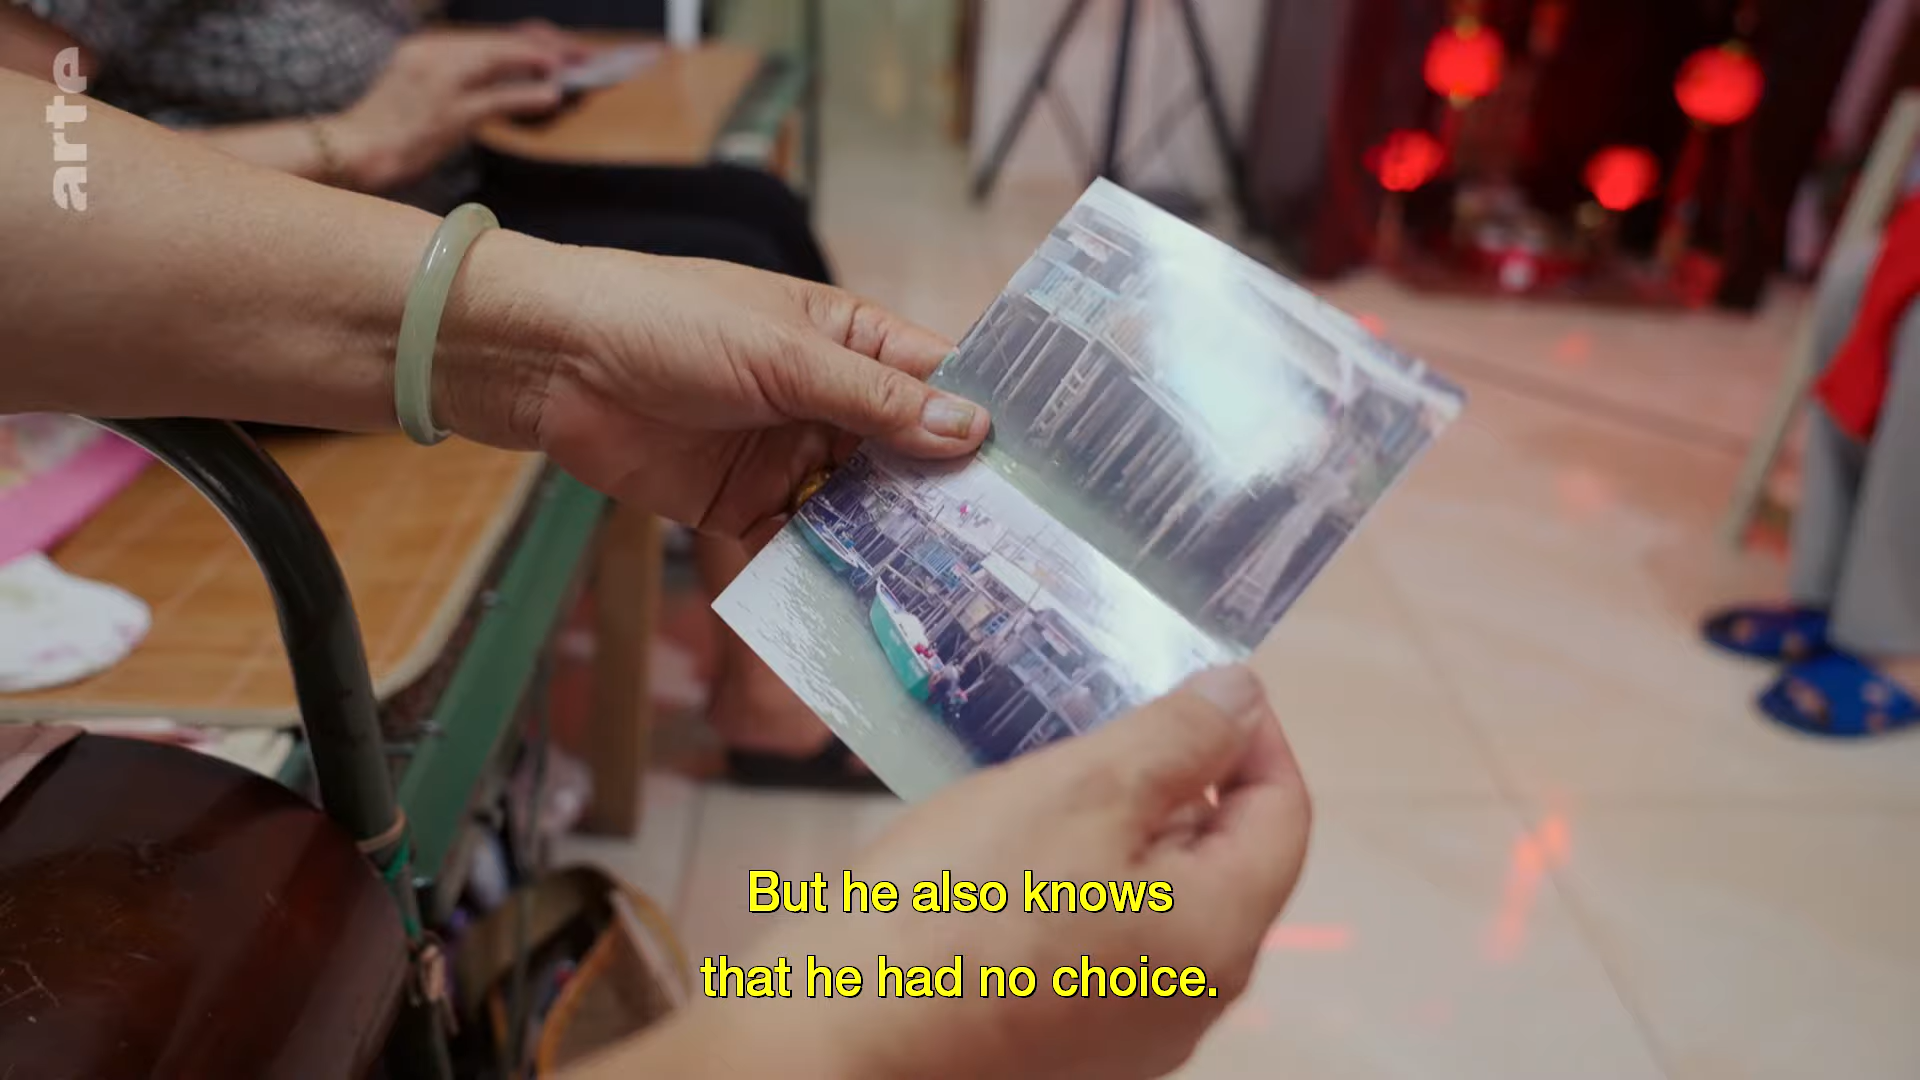 arte
But he also knows
that he had no choice.